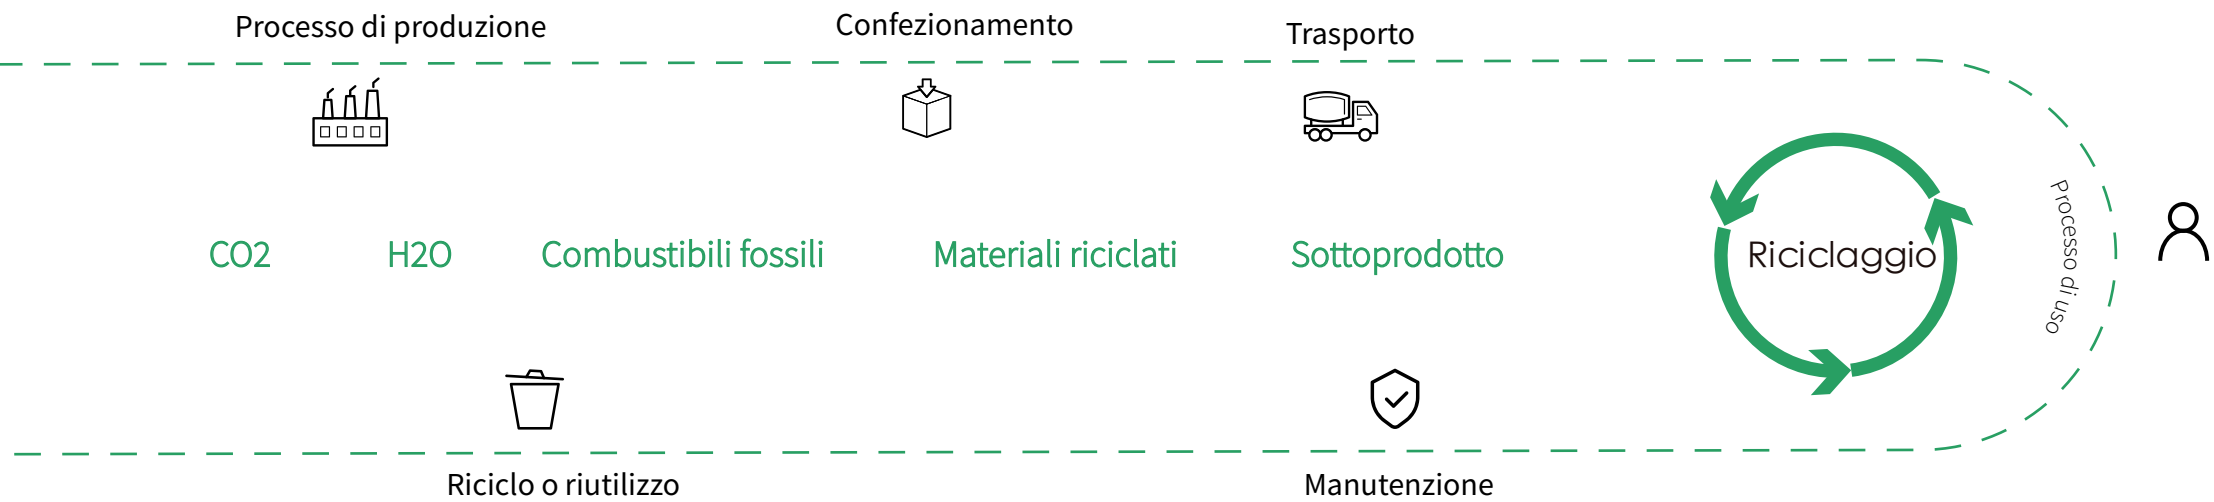 Processo di produzione
Confezionamento
Trasporto
CO2
H2O
Combustibili fossili
Materiali riciclati
Sottoprodotto
Riciclaggio
Processo di uso
Riciclo o riutilizzo
Manutenzione